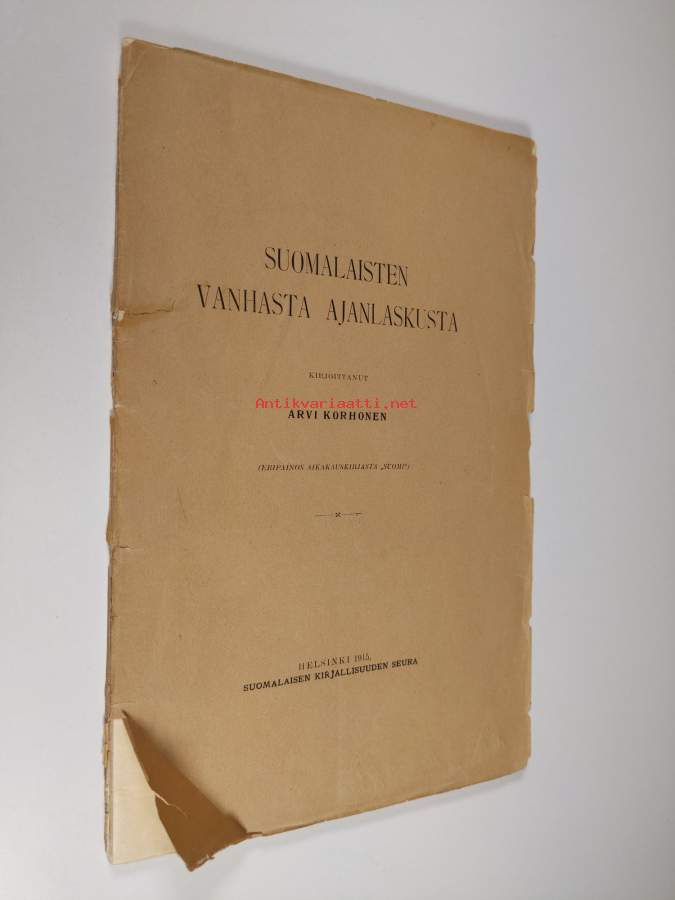 SUOMALAISTEN
VANHASTA AJANLASKUSTA
KIRJOITTANUT
Antikvariaatti.net
ARVI KORHONEN
(ERIPAINOS AIKAKAUSKIRJASTA „SUOMI")
HELSINKI 1915.
SUOMALAISEN KIRJALLISUUDEN SEURA